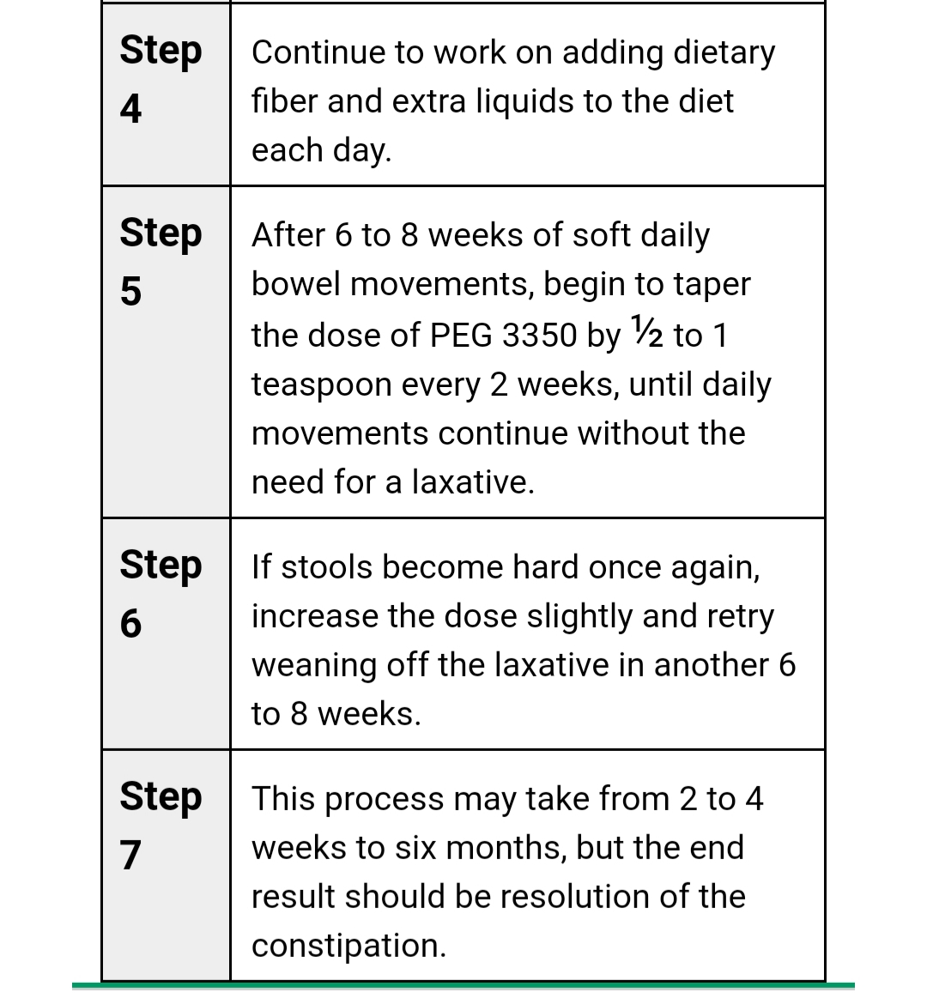 Step
4
Continue to work on adding dietary
fiber and extra liquids to the diet
each day.
Step
5
After 6 to 8 weeks of soft daily
bowel movements, begin to taper
the dose of PEG 3350 by ½ to 1
teaspoon every 2 weeks, until daily
movements continue without the
need for a laxative.
Step
6
If stools become hard once again,
increase the dose slightly and retry
weaning off the laxative in another 6
to 8 weeks.
Step
7
This process may take from 2 to 4
weeks to six months, but the end
result should be resolution of the
constipation.